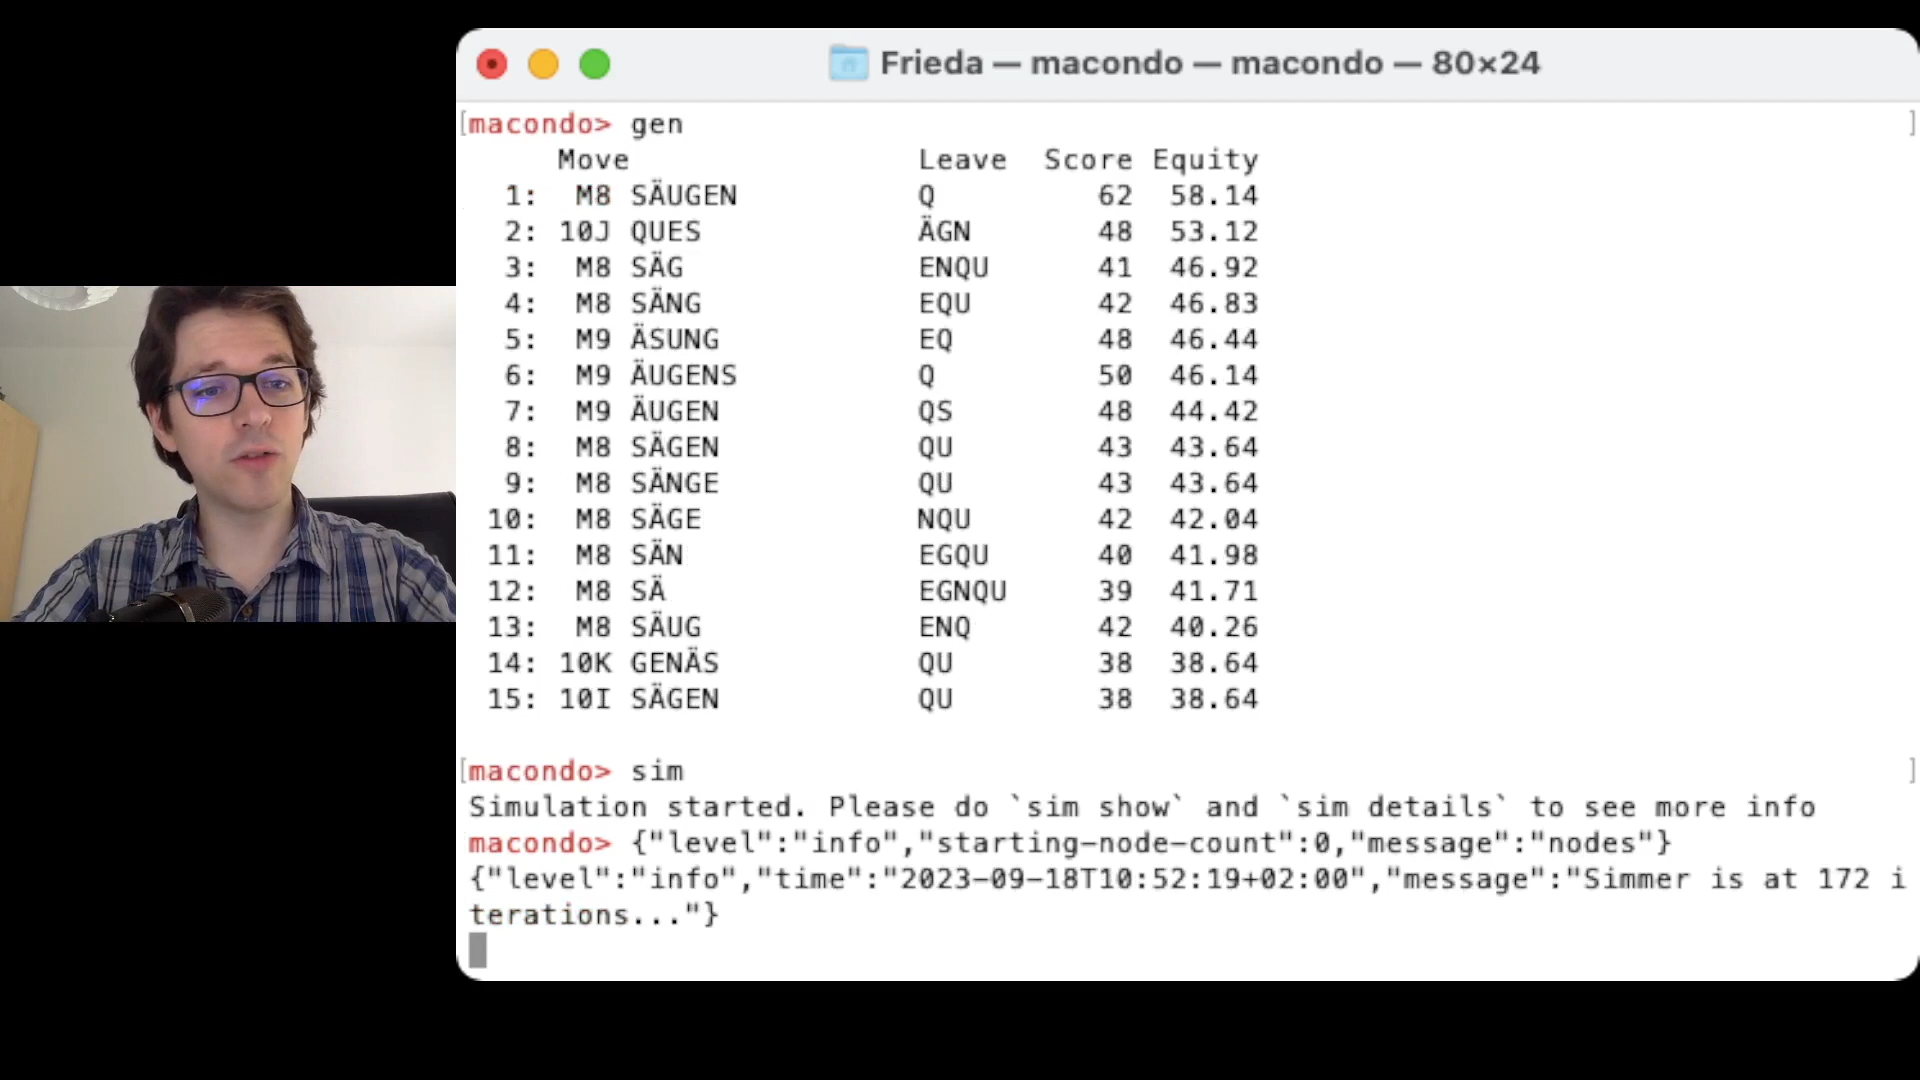 Frieda — macondo — macondo — 80×24
[macondo> gen ]
Move Leave Score Equity
1: M8 SÄUGEN Q 62 58.14
2: 10J QUES ÄGN 48 53.12
3: M8 SÄG ENQU 41 46.92
4: M8 SÄNG EQU 42 46.83
5: M9 ÄSUNG EQ 48 46.44
6: M9 ÄUGENS Q 50 46.14
7: M9 ÄUGEN QS 48 44.42
8: M8 SÄGEN QU 43 43.64
9: M8 SÄNGE QU 43 43.64
10: M8 SÄGE NQU 42 42.04
11: M8 SÄN EGQU 40 41.98
12: M8 SÄ EGNQU 39 41.71
13: M8 SÄUG ENQ 42 40.26
14: 10K GENÄS QU 38 38.64
15: 10I SÄGEN QU 38 38.64
[macondo> sim ]
Simulation started. Please do `sim show` and `sim details` to see more info
macondo> {"level":"info","starting-node-count":0,"message":"nodes"}
{"level":"info","time":"2023-09-18T10:52:19+02:00","message":"Simmer is at 172 i
terations..."}